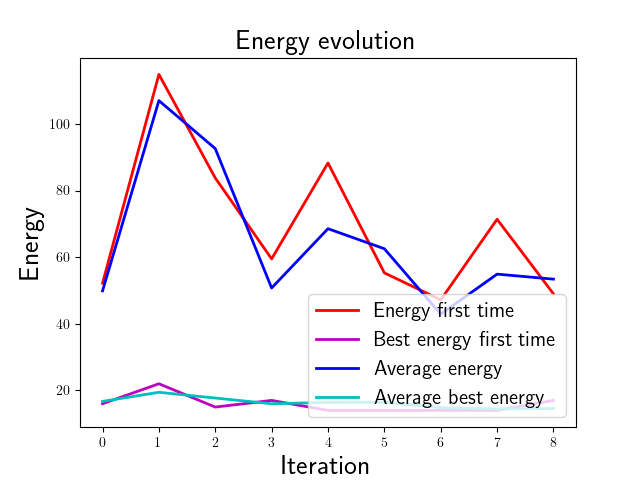 Energy evolution
Energy
100
80
60
40
20
Energy first time
Best energy first time
Average energy
Average best energy
0 1 2 3 4 5 6 7 8
Iteration